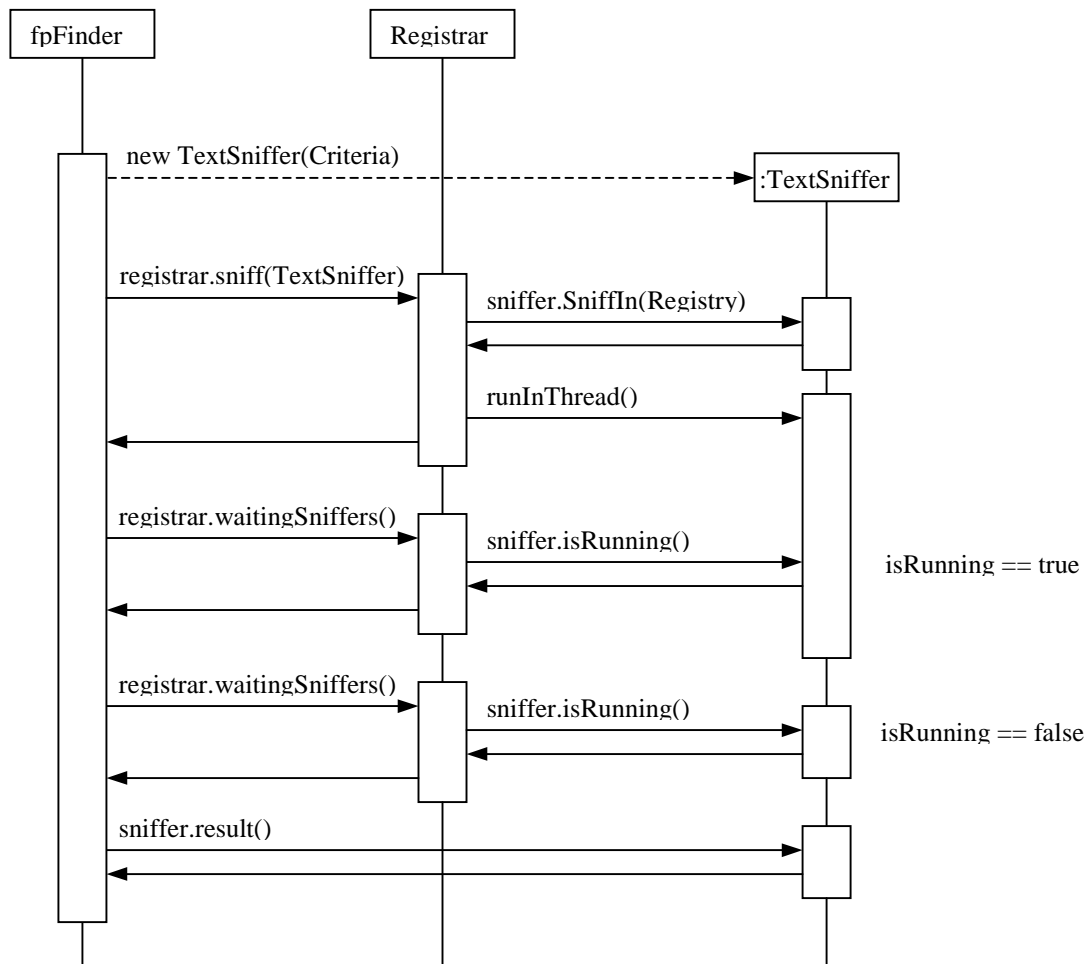 fpFinder
Registrar
new TextSniffer(Criteria)
:TextSniffer
registrar.sniff(TextSniffer)
sniffer.SniffIn(Registry)
runInThread()
registrar.waitingSniffers()
sniffer.isRunning()
isRunning == true
registrar.waitingSniffers()
sniffer.isRunning()
isRunning == false
sniffer.result()